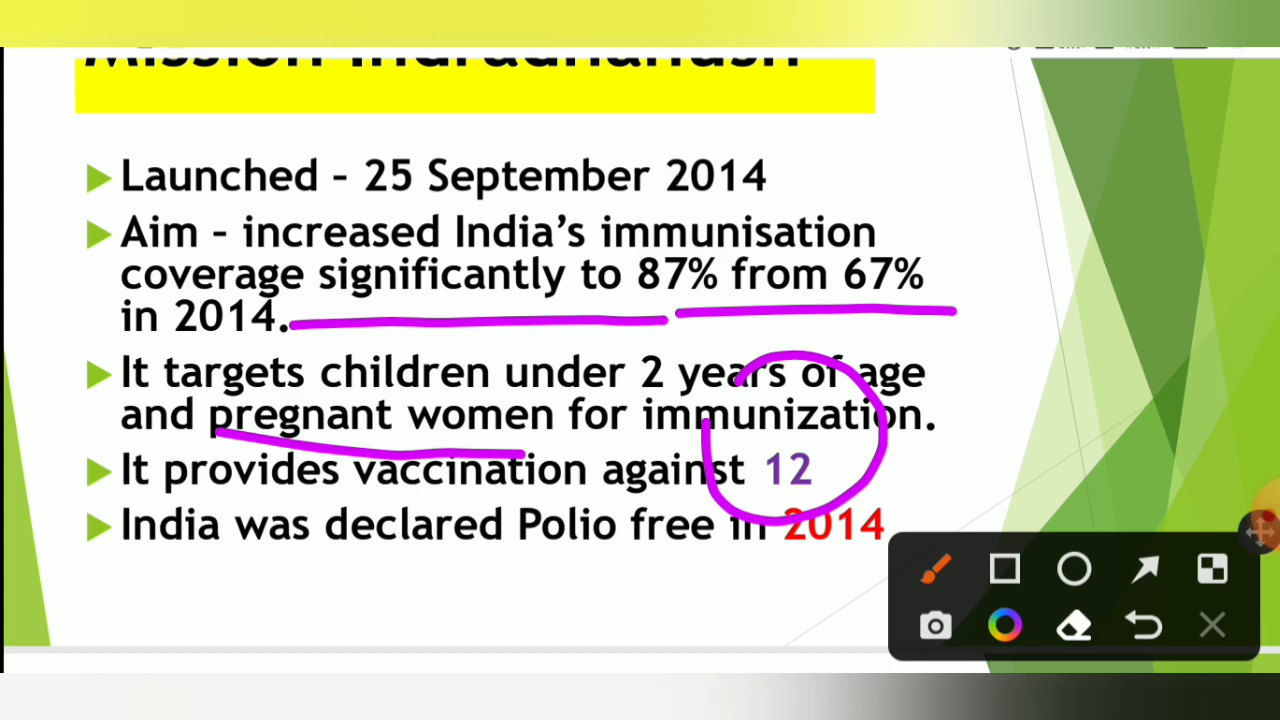 Mission Indradhanush
Launched – 25 September 2014
Aim – increased India's immunisation
coverage significantly to 87% from 67%
in 2014.
It targets children under 2 years of age
and pregnant women for immunization.
It provides vaccination against 12
India was declared Polio free in 2014